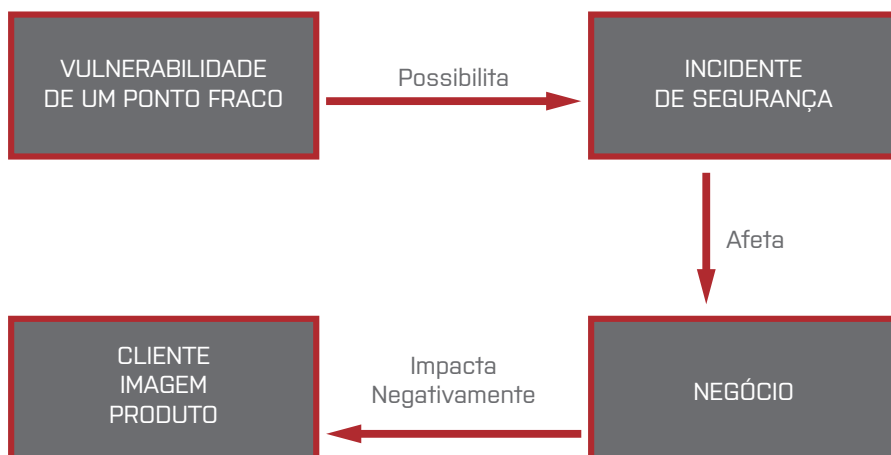 VULNERABILIDADE
DE UM PONTO FRACO
Possibilita
INCIDENTE
DE SEGURANÇA
Afeta
NEGÓCIO
Impacta
Negativamente
CLIENTE
IMAGEM
PRODUTO